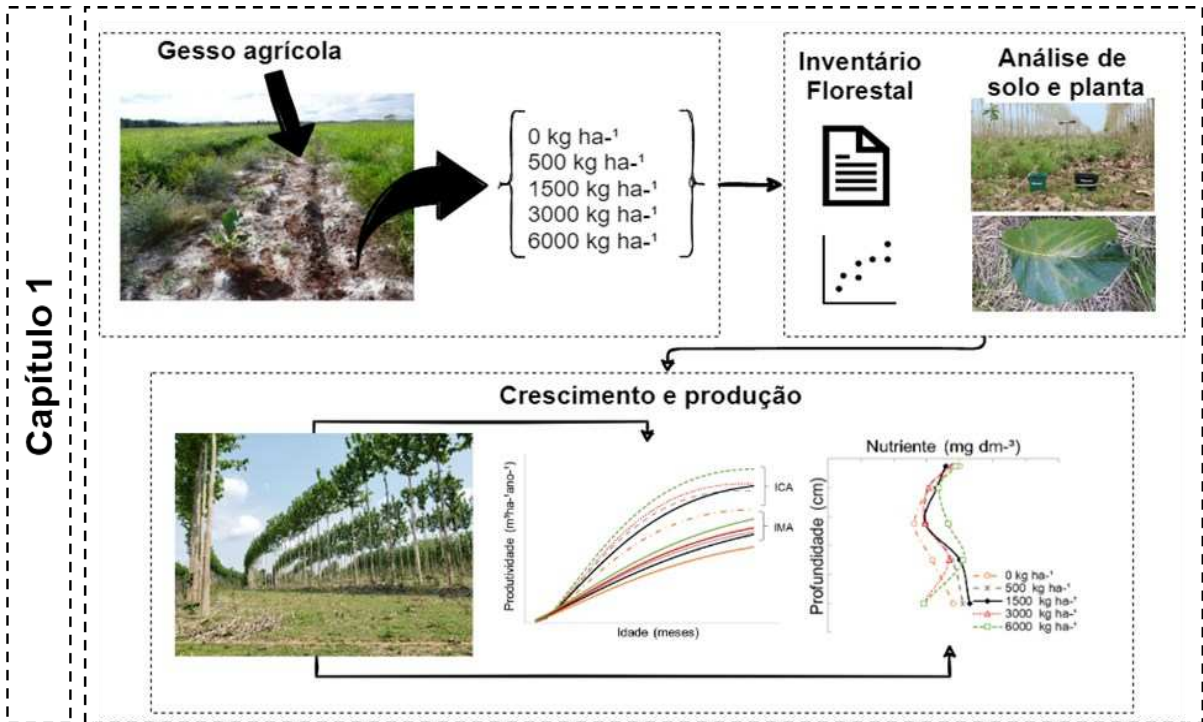 Capítulo 1
Gesso agrícola
0 kg ha-¹
500 kg ha-¹
1500 kg ha-¹
3000 kg ha-¹
6000 kg ha-¹
Inventário
Florestal
Análise de
solo e planta
Crescimento e produção
Produtividade (m³ha-¹ano-¹)
ICA
IMA
Idade (meses)
Nutriente (mg dm-³)
Profundidade (cm)
0 kg ha-¹
500 kg ha-¹
1500 kg ha-¹
3000 kg ha-¹
6000 kg ha-¹